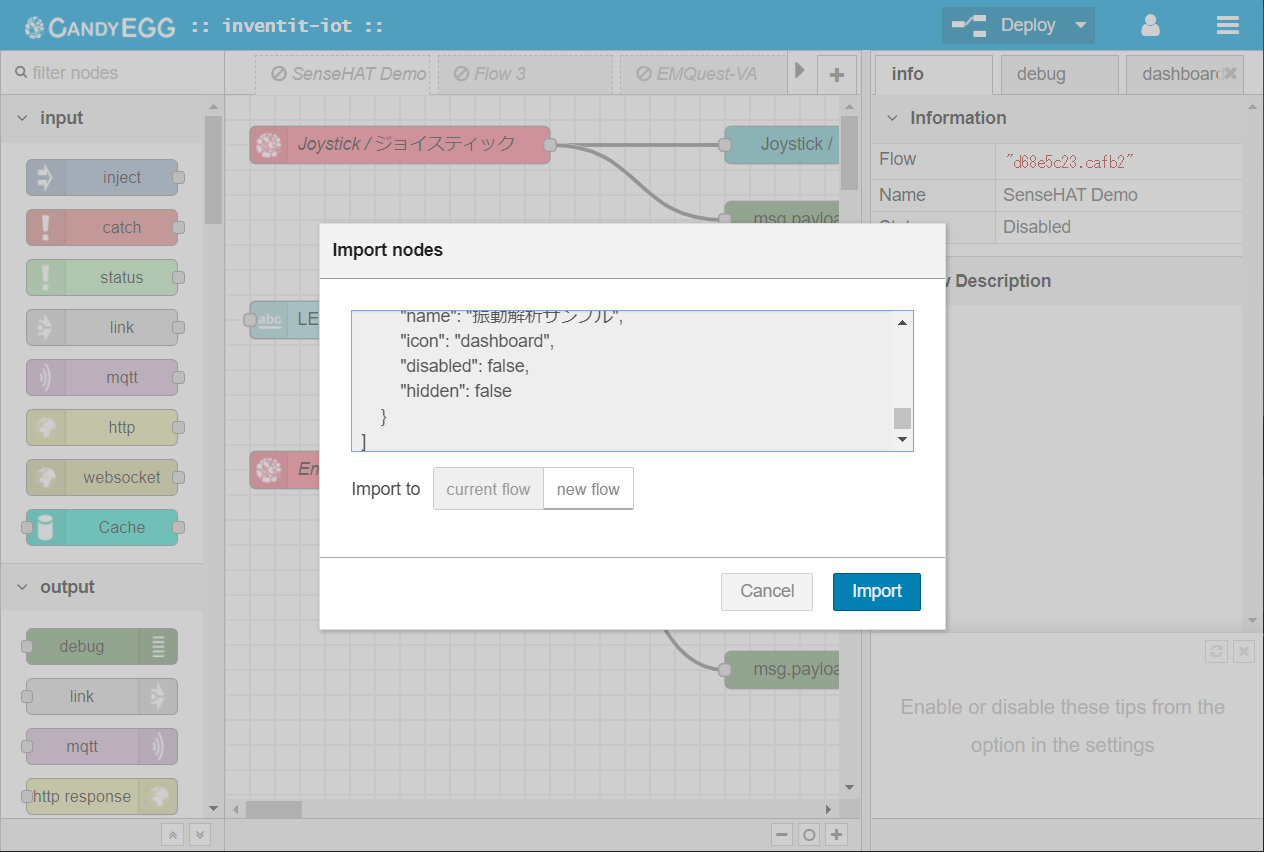 CANDYEGG :: inventit-iot ::
Deploy
filter nodes
SenseHAT Demo
Flow 3
EMQuest-VA
info
debug
dashboard
input
Information
inject
catch
status
link
mqtt
http
websocket
Cache
output
debug
link
mqtt
http response
Joystick / ジョイスティック
Joystick /
msg.payloa
abc
LE
En
msg.payloa
Flow
"d68e5c23.cafb2"
Name
SenseHAT Demo
Disabled
Description
Import nodes
"name": "振動解析サンプル",
"icon": "dashboard",
"disabled": false,
"hidden": false
}
]
Import to
current flow
new flow
Cancel
Import
Enable or disable these tips from the
option in the settings